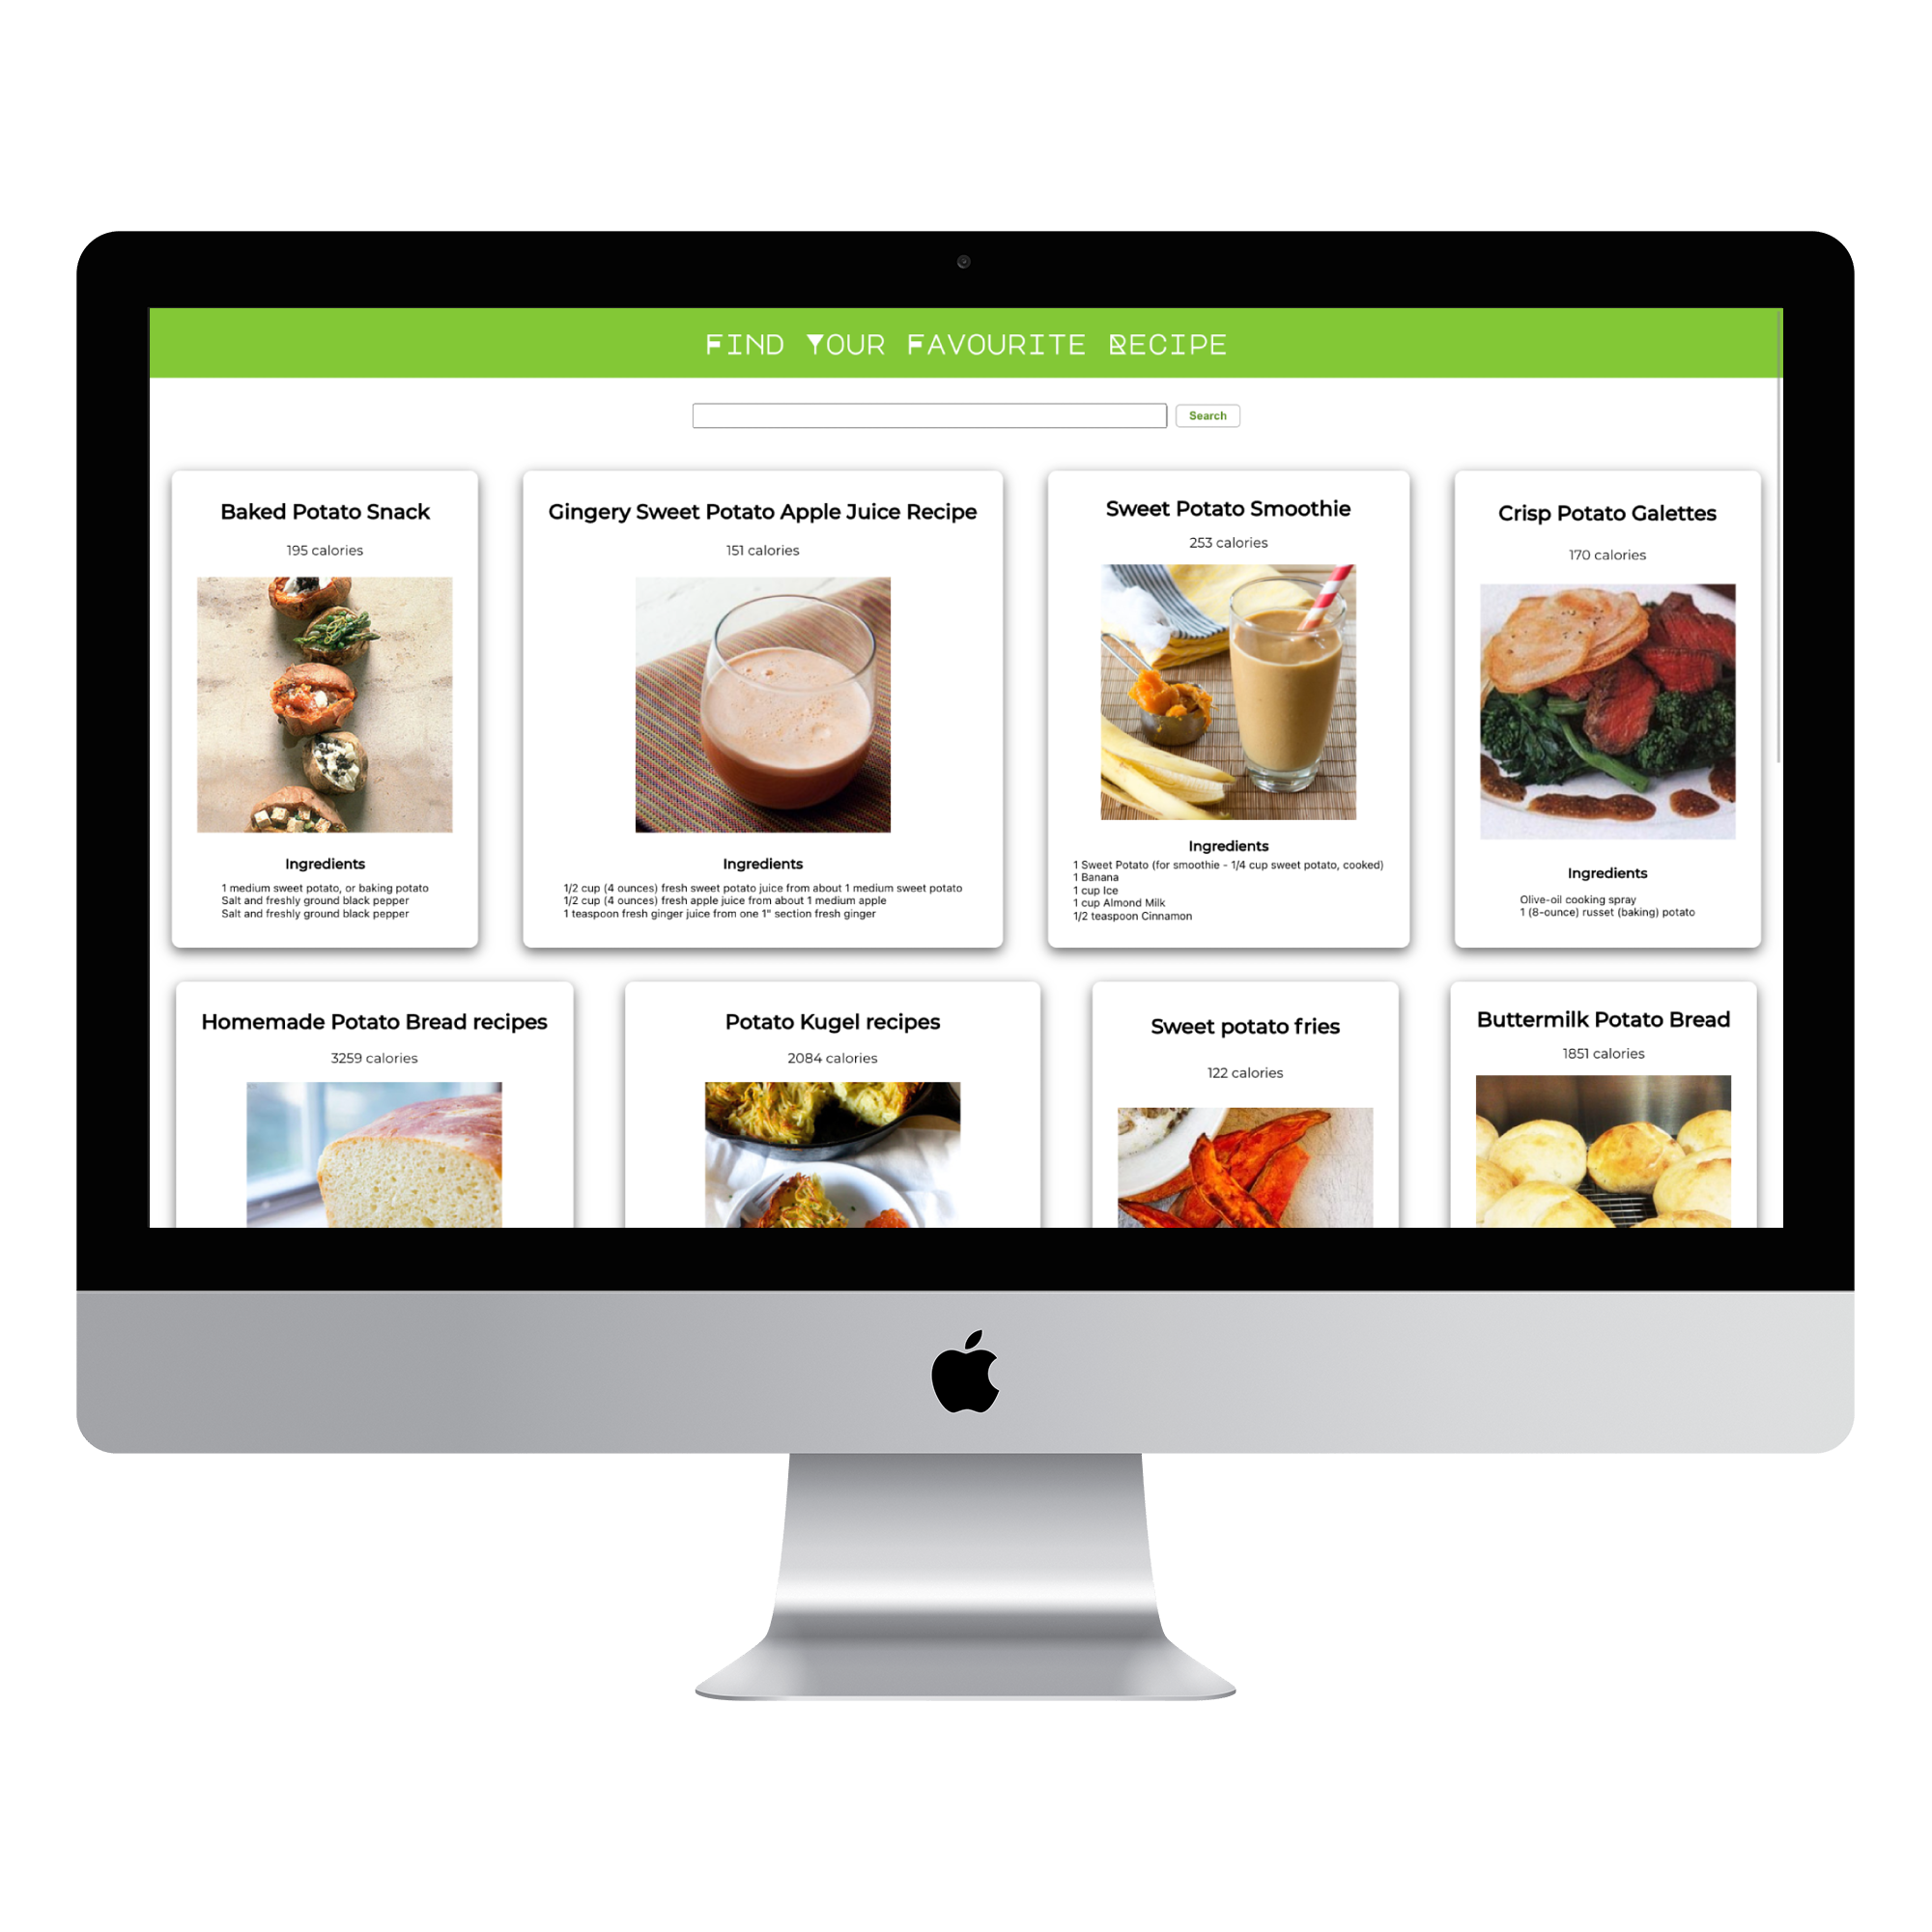 Find Your Favourite Recipe
Search
Baked Potato Snack
195 calories
Ingredients
1 medium sweet potato, or baking potato
Salt and freshly ground black pepper
Salt and freshly ground black pepper
Gingery Sweet Potato Apple Juice Recipe
151 calories
Ingredients
1/2 cup (4 ounces) fresh sweet potato juice from about 1 medium sweet potato
1/2 cup (4 ounces) fresh apple juice from about 1 medium apple
1 teaspoon fresh ginger juice from one 1" section fresh ginger
Sweet Potato Smoothie
253 calories
Ingredients
1 Sweet Potato (for smoothie - 1/4 cup sweet potato, cooked)
1 Banana
1 cup Ice
1 cup Almond Milk
1/2 teaspoon Cinnamon
Crisp Potato Galettes
170 calories
Ingredients
Olive-oil cooking spray
1 (8-ounce) russet (baking) potato
Homemade Potato Bread recipes
3259 calories
Potato Kugel recipes
2084 calories
Sweet potato fries
122 calories
Buttermilk Potato Bread
1851 calories